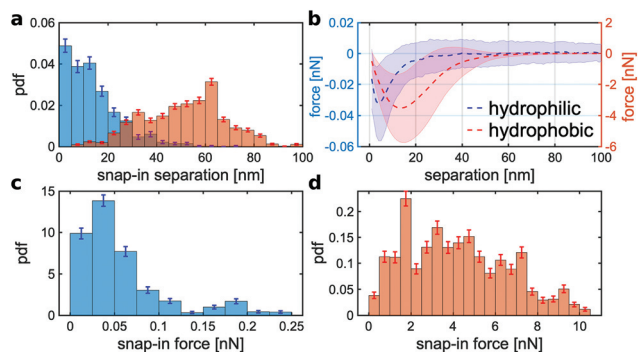 a
0.06
0.04
0.02
0
pdf
0 20 40 60 80 100
snap-in separation [nm]
b
0.02
0
-0.02
-0.04
-0.06
force [nN]
2
0
-2
-4
-6
force [nN]
hydrophilic
hydrophobic
0 20 40 60 80 100
separation [nm]
c
15
10
5
0
pdf
0 0.05 0.10 0.15 0.20 0.25
snap-in force [nN]
d
0.2
0.15
0.1
0.05
0
pdf
0 2 4 6 8 10
snap-in force [nN]